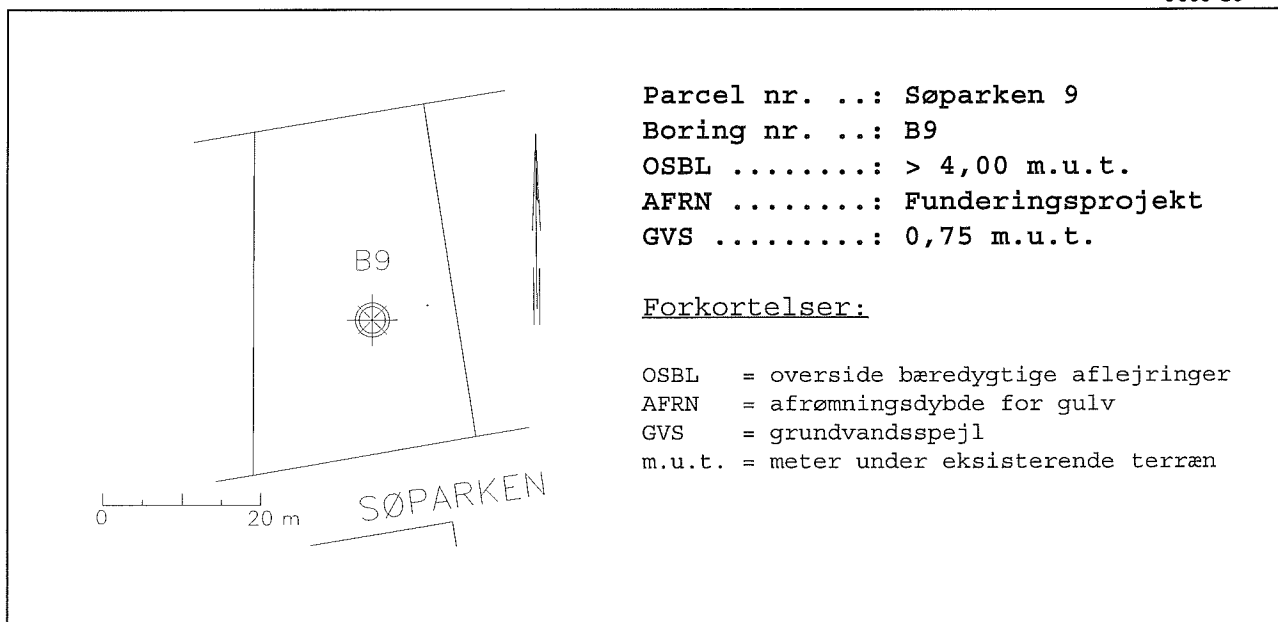 Parcel nr. ..: Søparken 9
Boring nr. ..: B9
OSBL ........: > 4,00 m.u.t.
AFRN ........: Funderingsprojekt
GVS .........: 0,75 m.u.t.
Forkortelser:
OSBL = overside bæredygtige aflejringer
AFRN = afrømningsdybde for gulv
GVS = grundvandsspejl
m.u.t. = meter under eksisterende terræn
B9
SØPARKEN
0 20 m